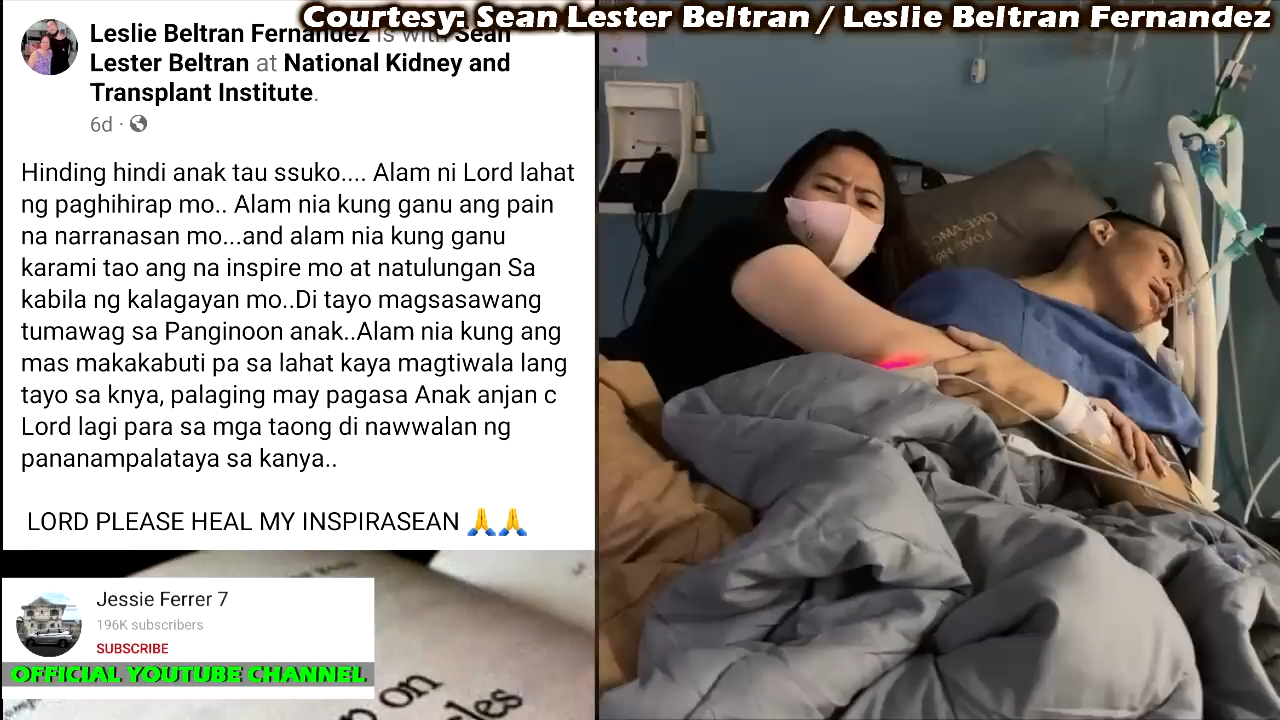 Courtesy: Sean Lester Beltran / Leslie Beltran Fernandez
Leslie Beltran Fernandez is with Sean
Lester Beltran at National Kidney and
Transplant Institute.
6d ·
Hinding hindi anak tau ssuko.... Alam ni Lord lahat
ng paghihirap mo.. Alam nia kung ganu ang pain
na narranasan mo...and alam nia kung ganu
karami tao ang na inspire mo at natulungan Sa
kabila ng kalagayan mo..Di tayo magsasawang
tumawag sa Panginoon anak..Alam nia kung ang
mas makakabuti pa sa lahat kaya magtiwala lang
tayo sa knya, palaging may pagasa Anak anjan c
Lord lagi para sa mga taong di nawwalan ng
pananampalataya sa kanya..
LORD PLEASE HEAL MY INSPIRASEAN 🙏🙏
Jessie Ferrer 7
196K subscribers
SUBSCRIBE
OFFICIAL YOUTUBE CHANNEL
on